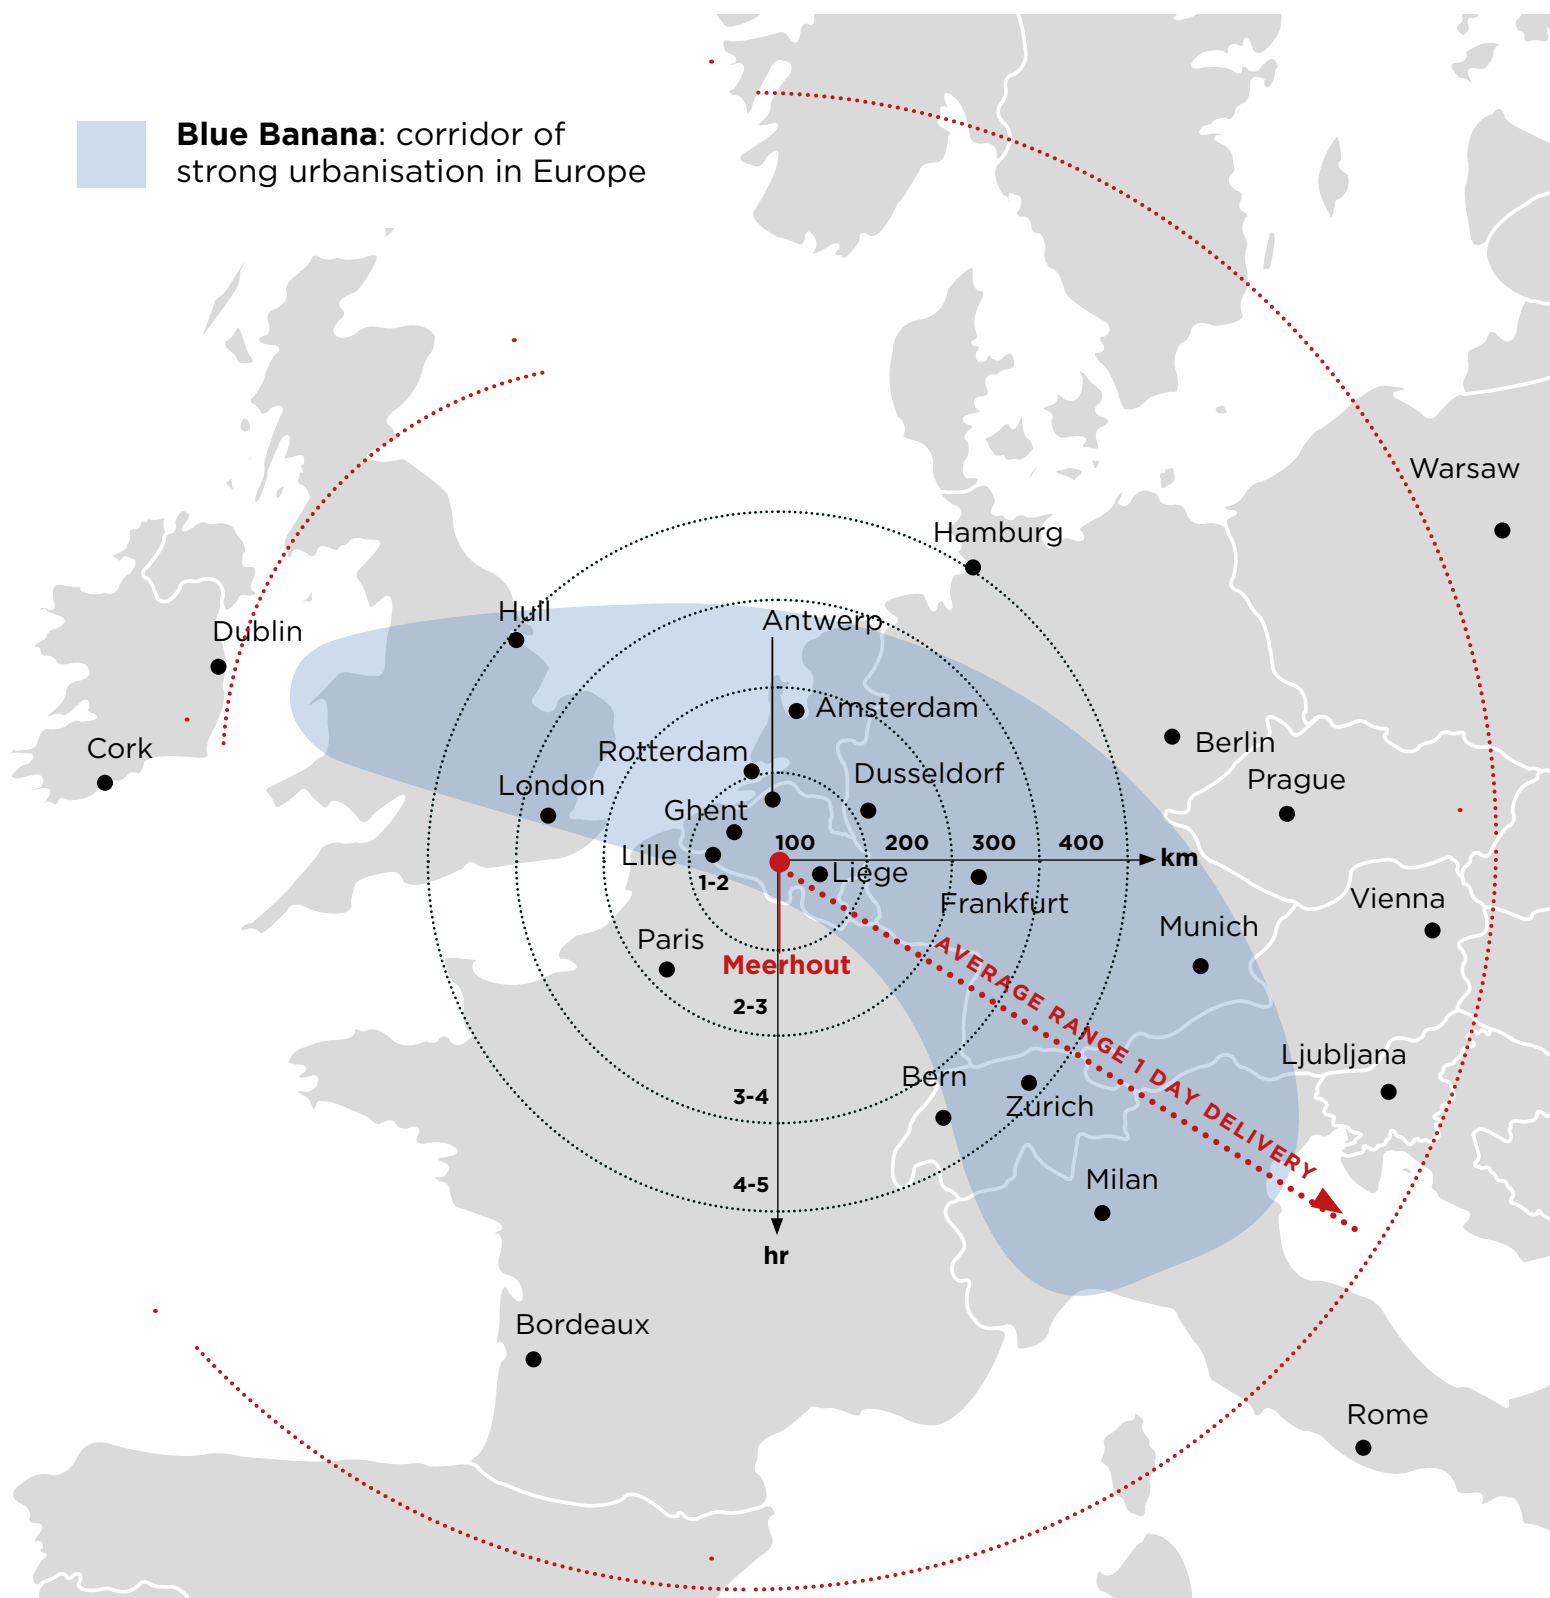 Blue Banana: corridor of
strong urbanisation in Europe
Warsaw
Hamburg
Hull
Antwerp
Dublin
Amsterdam
Cork
Rotterdam
Berlin
London
Dusseldorf
Prague
Ghent
100 200 300 400 km
Lille
Liege
1-2
Frankfurt
Vienna
Munich
Paris
Meerhout
AVERAGE RANGE 1 DAY DELIVERY
2-3
Ljubljana
Bern
3-4
Zurich
Milan
4-5
hr
Bordeaux
Rome